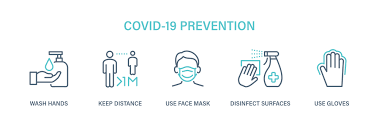 COVID-19 PREVENTION
>1M
WASH HANDS
KEEP DISTANCE
USE FACE MASK
DISINFECT SURFACES
USE GLOVES